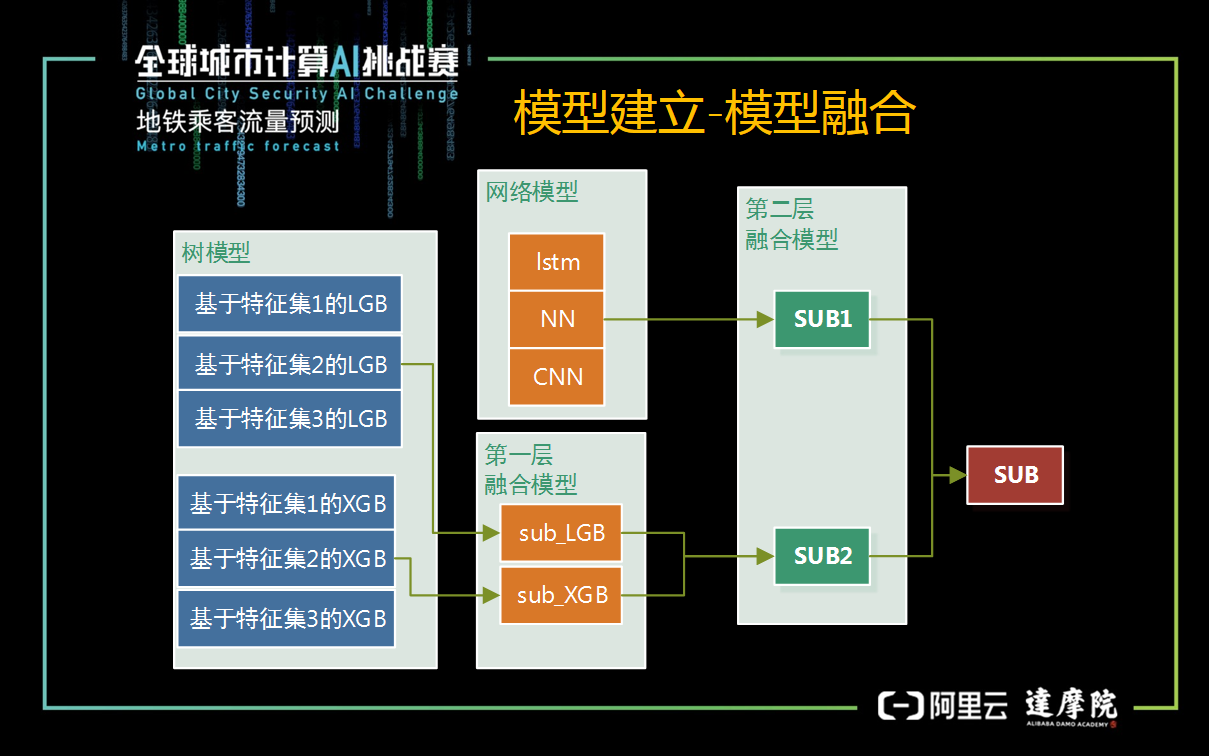 全球城市计算AI挑战赛
Global City Security AI Challenge
地铁乘客流量预测
Metro traffic forecast
模型建立-模型融合
树模型
基于特征集1的LGB
基于特征集2的LGB
基于特征集3的LGB
基于特征集1的XGB
基于特征集2的XGB
基于特征集3的XGB
网络模型
lstm
NN
CNN
第一层
融合模型
sub_LGB
sub_XGB
第二层
融合模型
SUB1
SUB2
SUB
阿里云
達摩院
ALIBABA DAMO ACADEMY